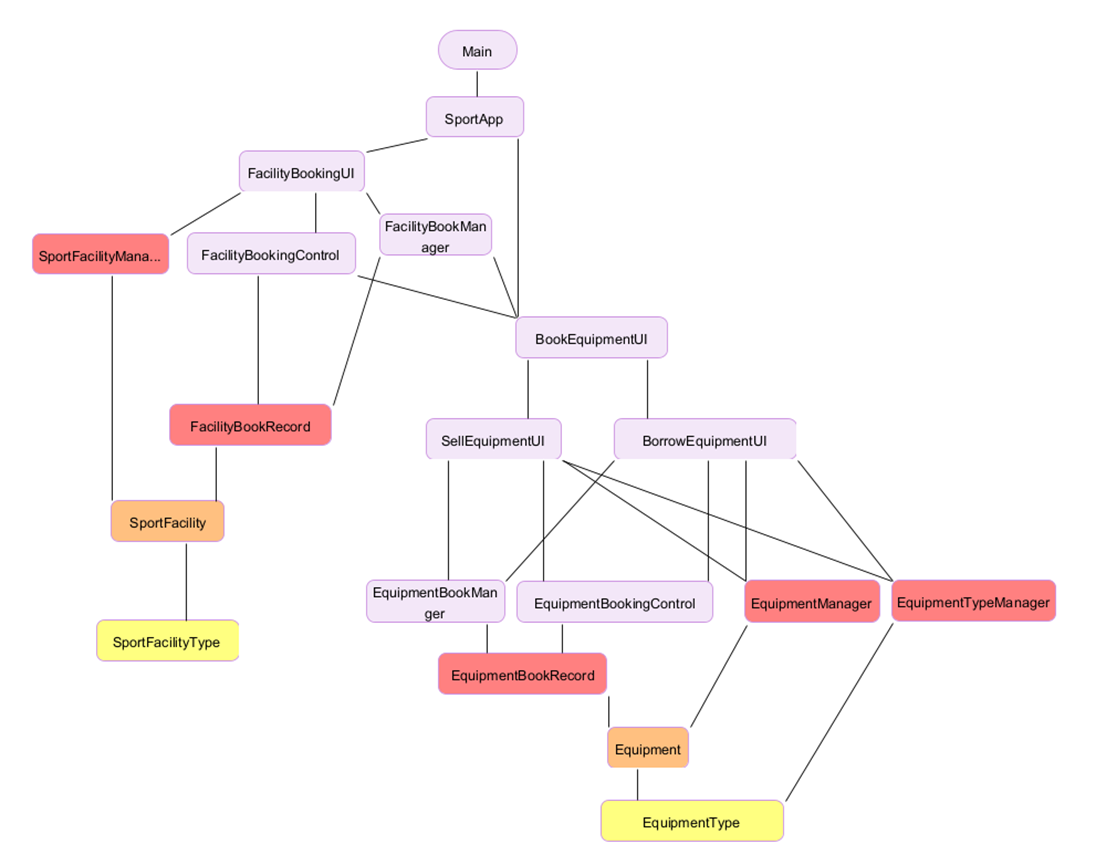 Main
SportApp
FacilityBookingUI
FacilityBookMan
ager
SportFacilityMana...
FacilityBookingControl
BookEquipmentUI
FacilityBookRecord
SellEquipmentUI
BorrowEquipmentUI
SportFacility
EquipmentBookMan
ger
EquipmentBookingControl
EquipmentManager
EquipmentTypeManager
SportFacilityType
EquipmentBookRecord
Equipment
EquipmentType